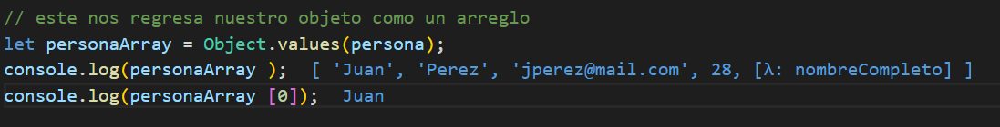 // este nos regresa nuestro objeto como un arreglo
let personaArray = Object.values(persona);
console.log(personaArray );  [ 'Juan', 'Perez', 'jperez@mail.com', 28, [λ: nombreCompleto] ]
console.log(personaArray [0]);  Juan